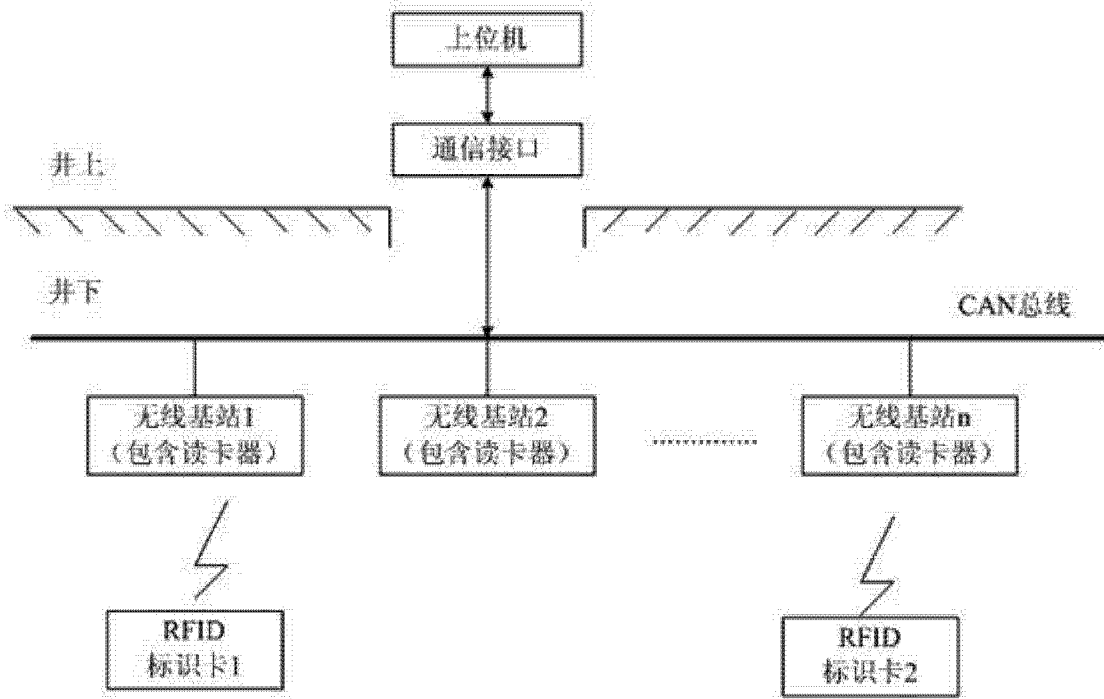 上位机
通信接口
井上
井下
CAN总线
无线基站1
（包含读卡器）
无线基站2
（包含读卡器）
无线基站n
（包含读卡器）
RFID
标识卡1
RFID
标识卡2